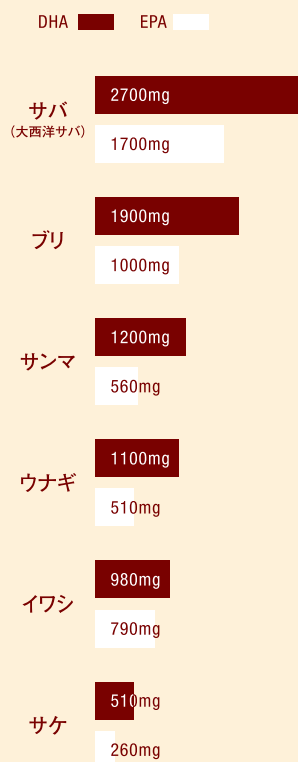 DHA EPA
サバ
(大西洋サバ)
2700mg
1700mg
ブリ
1900mg
1000mg
サンマ
1200mg
560mg
ウナギ
1100mg
510mg
イワシ
980mg
790mg
サケ
510mg
260mg